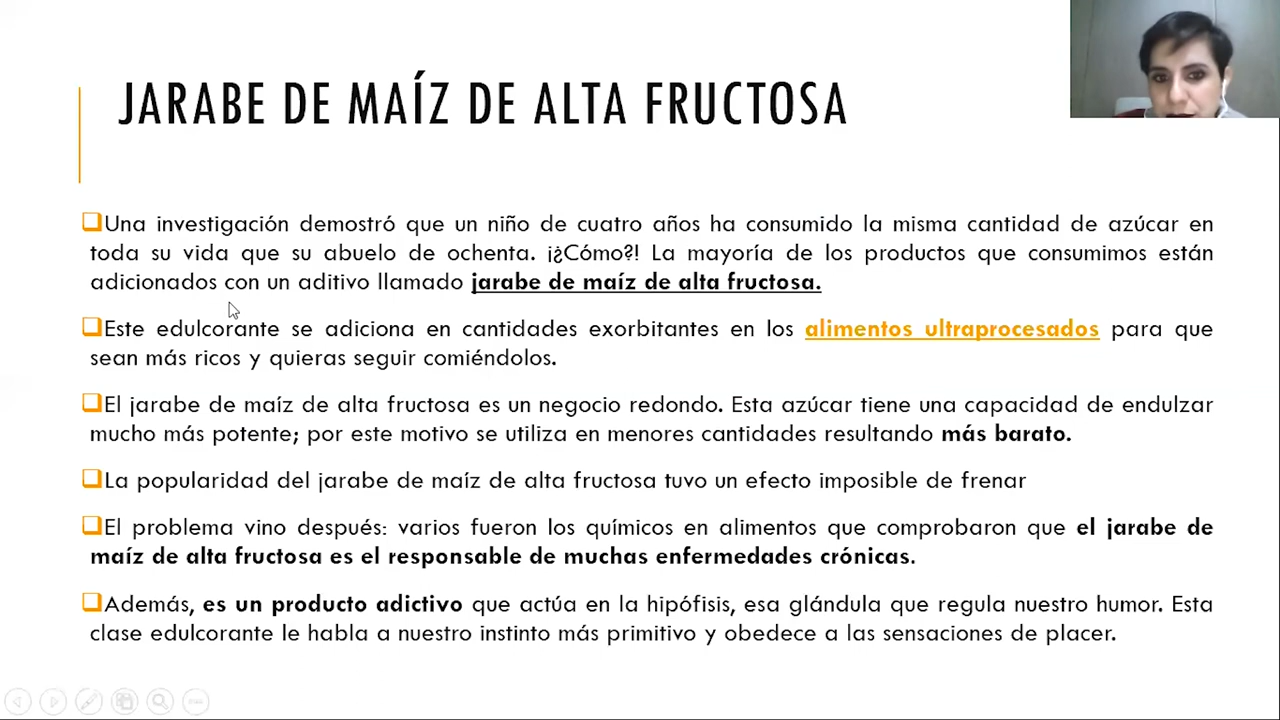 JARABE DE MAÍZ DE ALTA FRUCTOSA
Una investigación demostró que un niño de cuatro años ha consumido la misma cantidad de azúcar en
toda su vida que su abuelo de ochenta. ¡¿Cómo?! La mayoría de los productos que consumimos están
adicionados con un aditivo llamado jarabe de maíz de alta fructosa.
Este edulcorante se adiciona en cantidades exorbitantes en los alimentos ultraprocesados para que
sean más ricos y quieras seguir comiéndolos.
El jarabe de maíz de alta fructosa es un negocio redondo. Esta azúcar tiene una capacidad de endulzar
mucho más potente; por este motivo se utiliza en menores cantidades resultando más barato.
La popularidad del jarabe de maíz de alta fructosa tuvo un efecto imposible de frenar
El problema vino después: varios fueron los químicos en alimentos que comprobaron que el jarabe de
maíz de alta fructosa es el responsable de muchas enfermedades crónicas.
Además, es un producto adictivo que actúa en la hipófisis, esa glándula que regula nuestro humor. Esta
clase edulcorante le habla a nuestro instinto más primitivo y obedece a las sensaciones de placer.